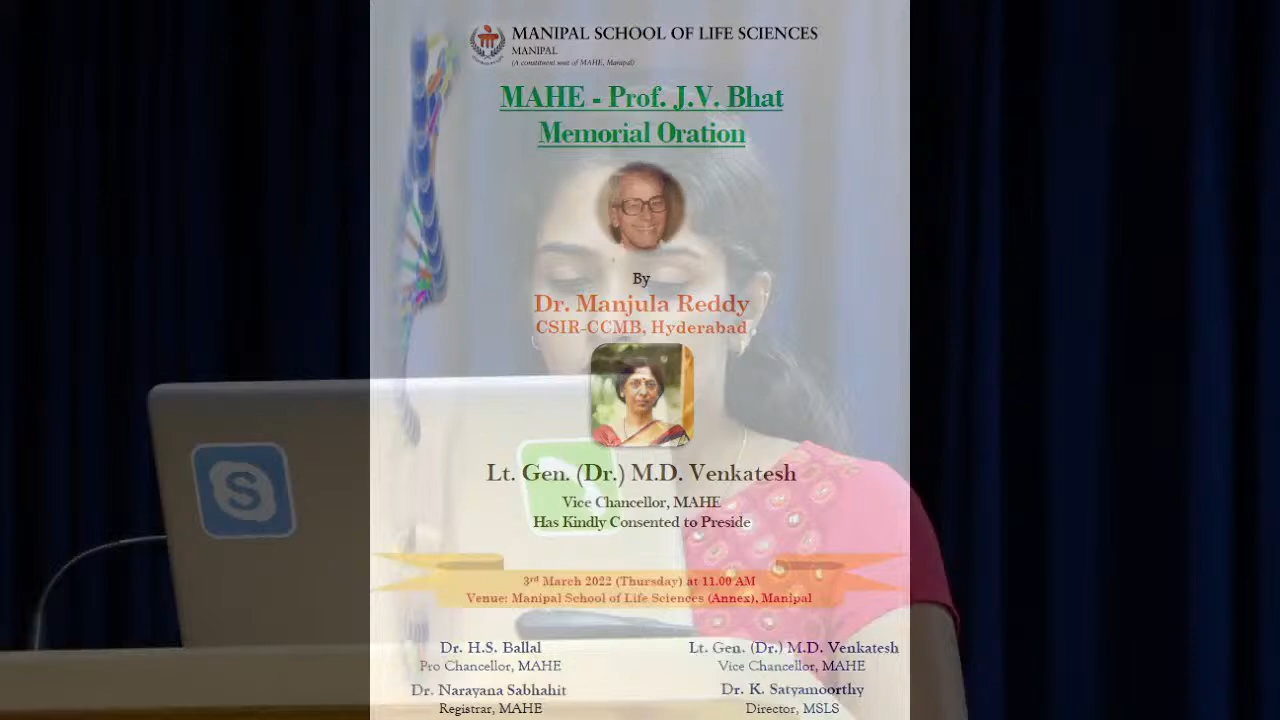 MANIPAL SCHOOL OF LIFE SCIENCES
MANIPAL
(A constituent unit of MAHE, Manipal)
MAHE - Prof. J.V. Bhat
Memorial Oration
By
Dr. Manjula Reddy
CSIR-CCMB, Hyderabad
Lt. Gen. (Dr.) M.D. Venkatesh
Vice Chancellor, MAHE
Has Kindly Consented to Preside
3rd March 2022 (Thursday) at 11.00 AM
Venue: Manipal School of Life Sciences (Annex), Manipal
Dr. H.S. Ballal
Pro Chancellor, MAHE
Lt. Gen. (Dr.) M.D. Venkatesh
Vice Chancellor, MAHE
Dr. Narayana Sabhahit
Registrar, MAHE
Dr. K. Satyamoorthy
Director, MSLS
S